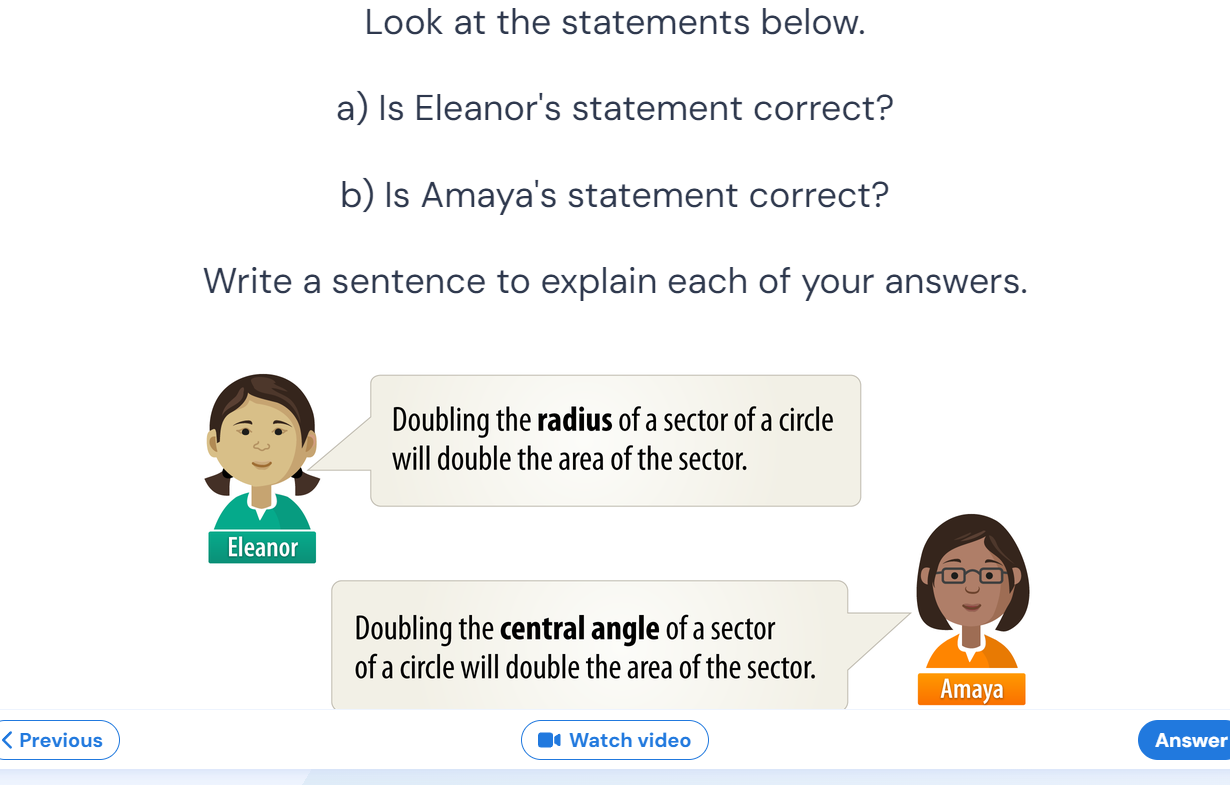 Look at the statements below.
a) Is Eleanor's statement correct?
b) Is Amaya's statement correct?
Write a sentence to explain each of your answers.
Doubling the radius of a sector of a circle
will double the area of the sector.
Eleanor
Doubling the central angle of a sector
of a circle will double the area of the sector.
Amaya
Previous
Watch video
Answer